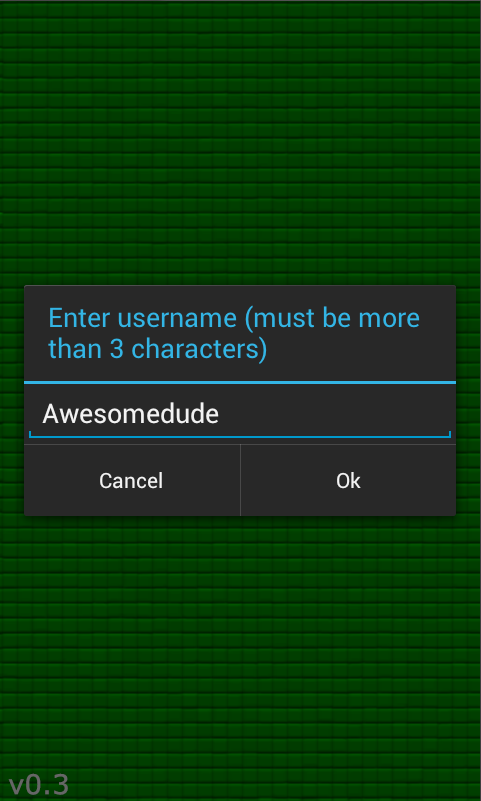 Enter username (must be more
than 3 characters)
Awesomedude
Cancel
Ok
v0.3